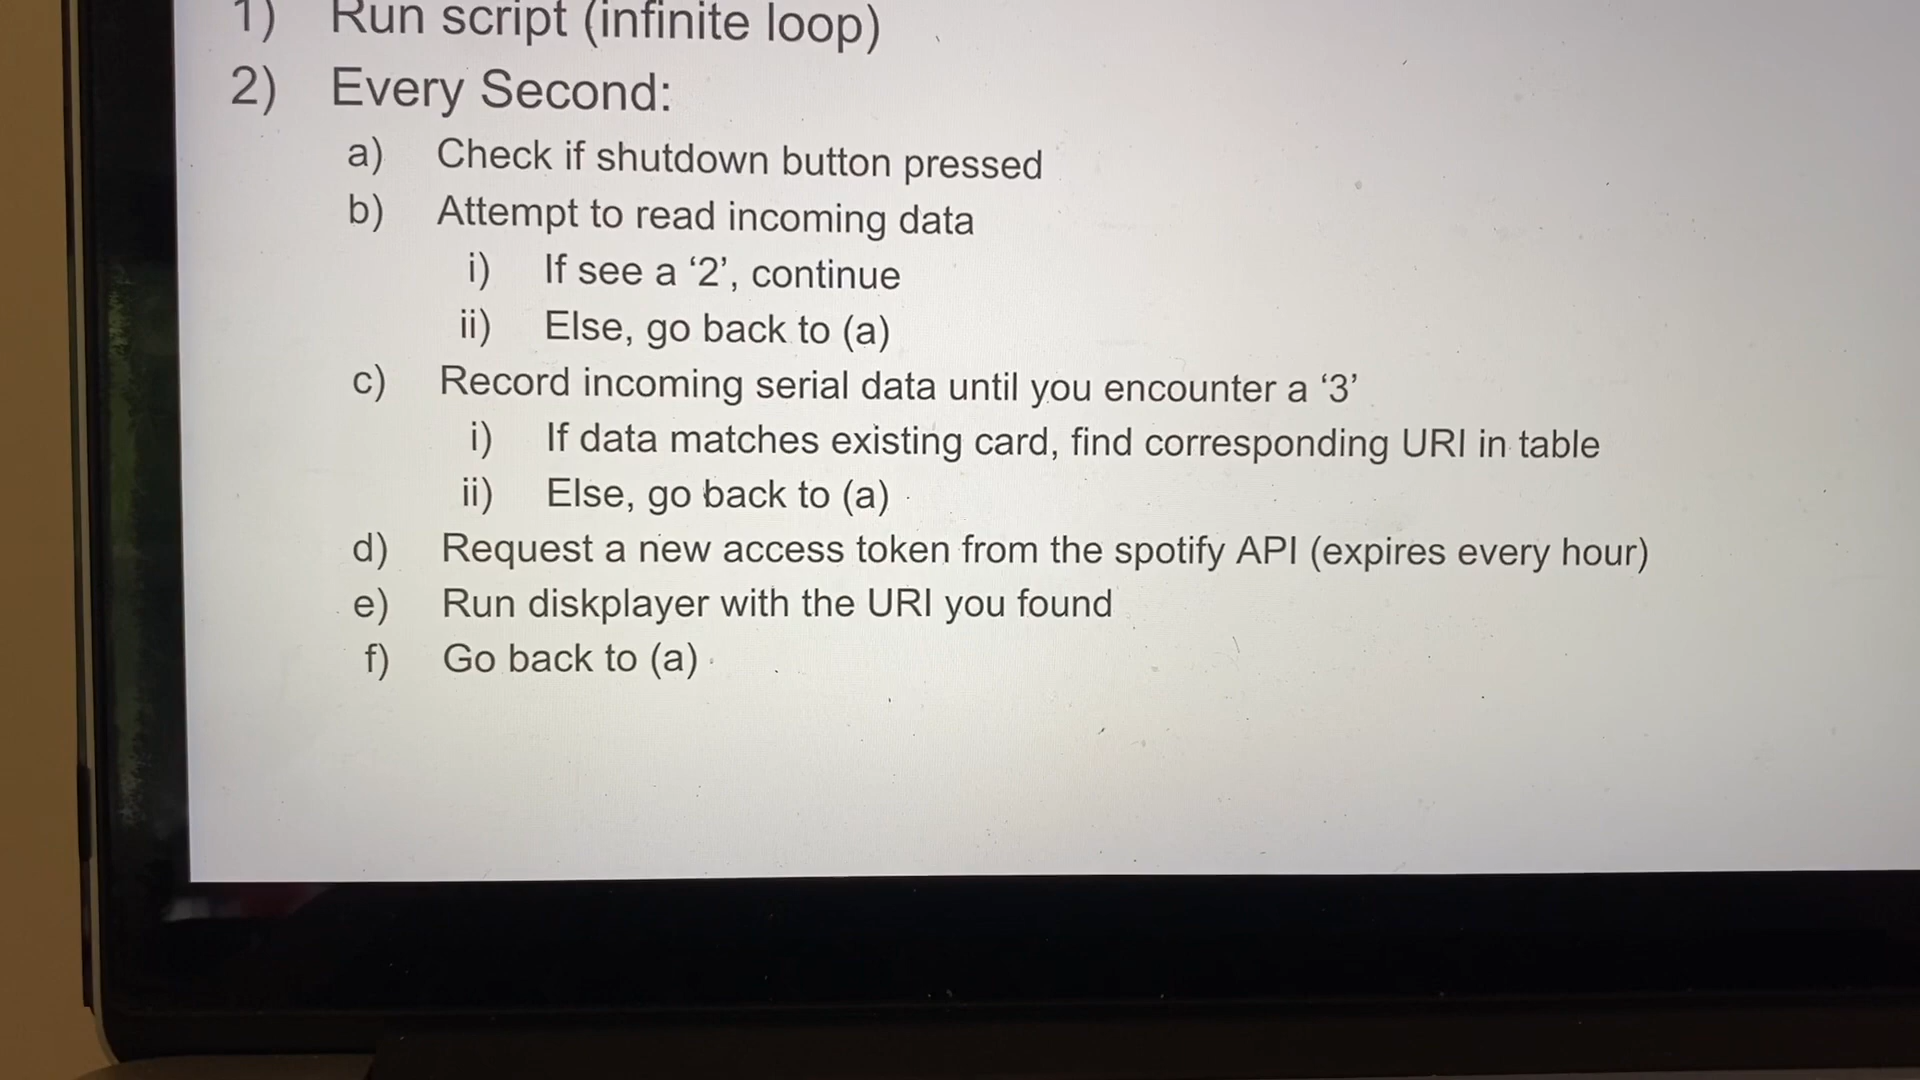 1) Run script (infinite loop)
2) Every Second:
a) Check if shutdown button pressed
b) Attempt to read incoming data
i) If see a ‘2’, continue
ii) Else, go back to (a)
c) Record incoming serial data until you encounter a ‘3’
i) If data matches existing card, find corresponding URI in table
ii) Else, go back to (a)
d) Request a new access token from the spotify API (expires every hour)
e) Run diskplayer with the URI you found
f) Go back to (a)